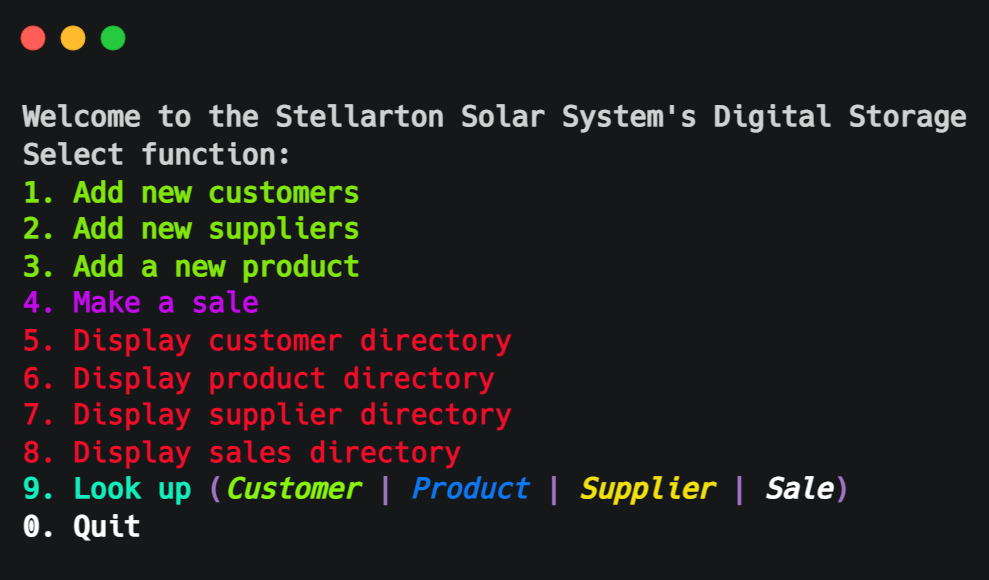 Welcome to the Stellarton Solar System's Digital Storage
Select function:
1. Add new customers
2. Add new suppliers
3. Add a new product
4. Make a sale
5. Display customer directory
6. Display product directory
7. Display supplier directory
8. Display sales directory
9. Look up (Customer | Product | Supplier | Sale)
0. Quit